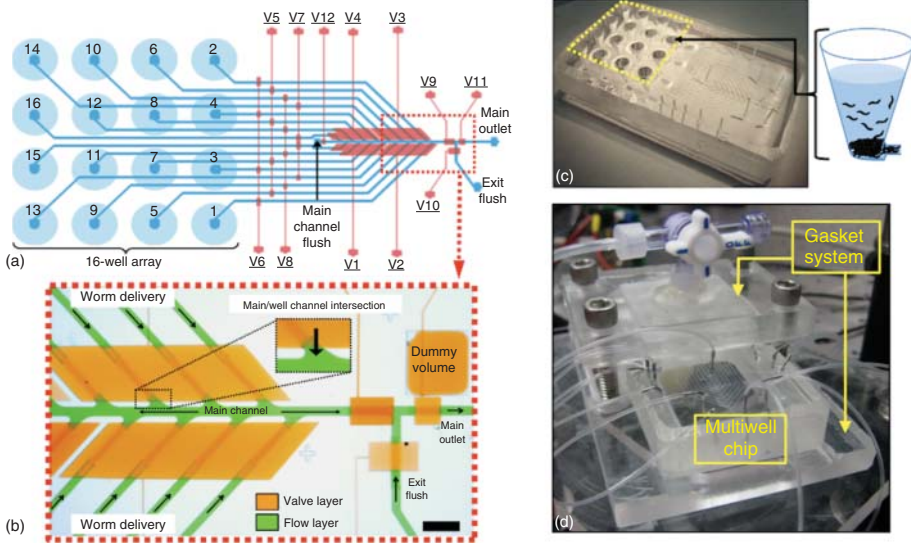 V5 V7 V12 V4 V3
14 10 6 2
V9 V11
16 12 8 4
Main
outlet
15 11 7 3
Exit
flush
Main
channel
flush
V10
13 9 5 1
16-well array
V6 V8 V1 V2
(a)
Worm delivery
Main/well channel intersection
Dummy
volume
Main channel
Main
outlet
Exit
flush
Valve layer
Flow layer
Worm delivery
(b)
(c)
Gasket
system
Multiwell
chip
(d)